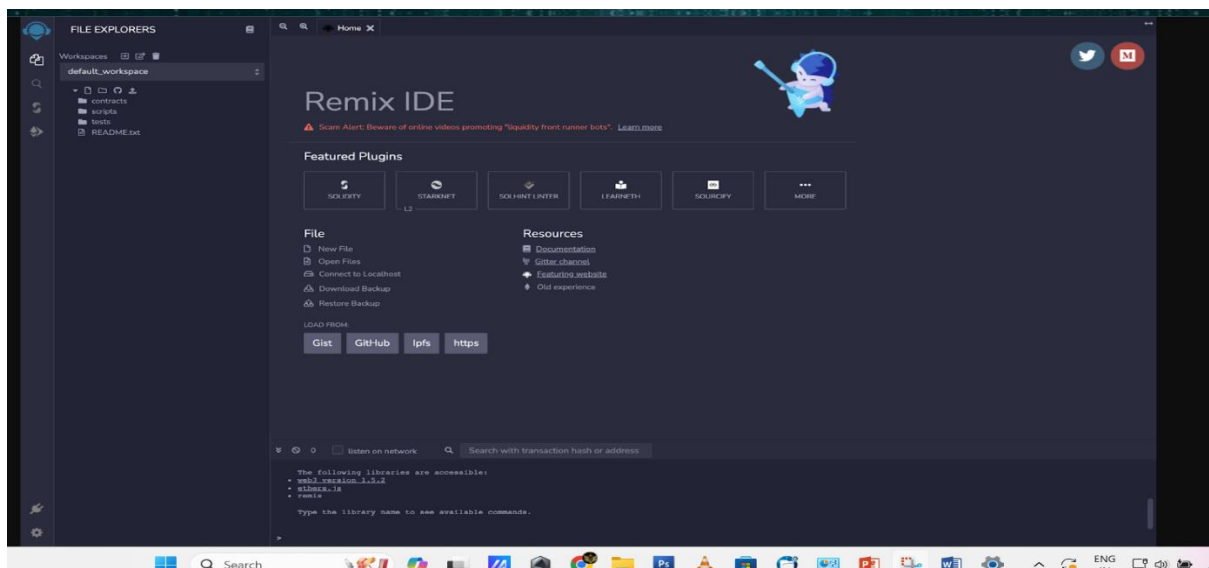 FILE EXPLORERS
Home
Workspaces
default_workspace
contracts
scripts
tests
README.txt
Remix IDE
Scam Alert: Beware of online videos promoting "liquidity front runner bots". Learn more
Featured Plugins
SOLIDITY
STARKNET
L2
SOLHINT LINTER
LEARNETH
SOURCIFY
MORE
File
New File
Open Files
Connect to Localhost
Download Backup
Restore Backup
Resources
Documentation
Gitter channel
Featuring website
Old experience
LOAD FROM:
Gist GitHub Ipfs https
0 listen on network Search with transaction hash or address
The following libraries are accessible:
web3 version 1.5.2
ethers.js
remix
Type the library name to see available commands.
>
Search
Ps
ENG